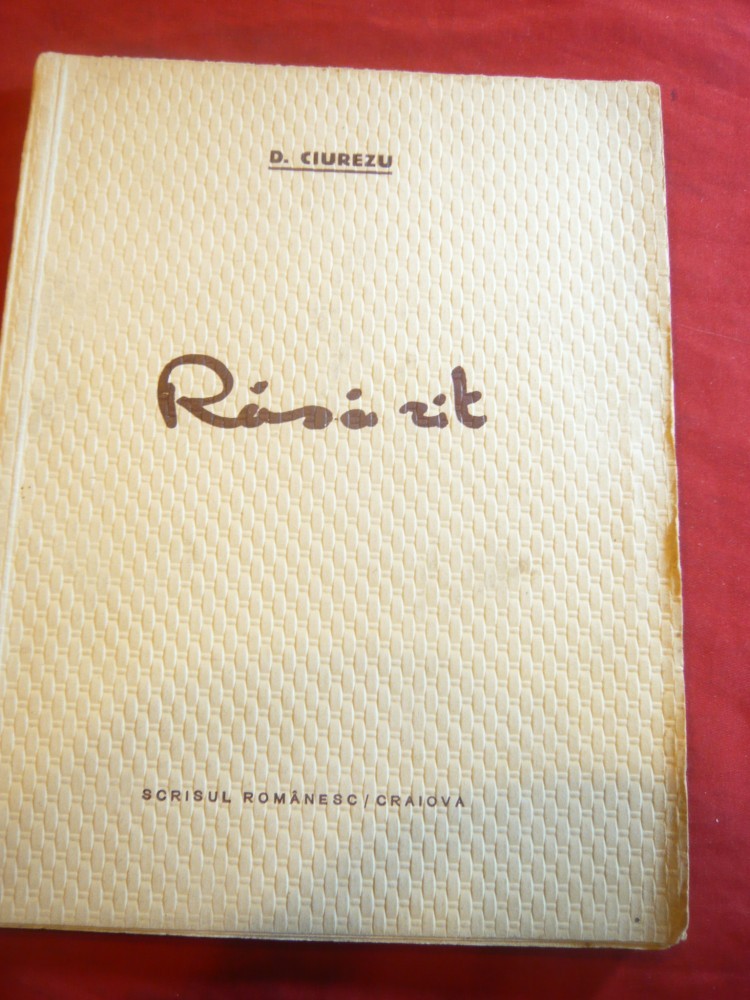 D. CIUREZU
Răsărit
SCRISUL ROMÂNESC / CRAIOVA